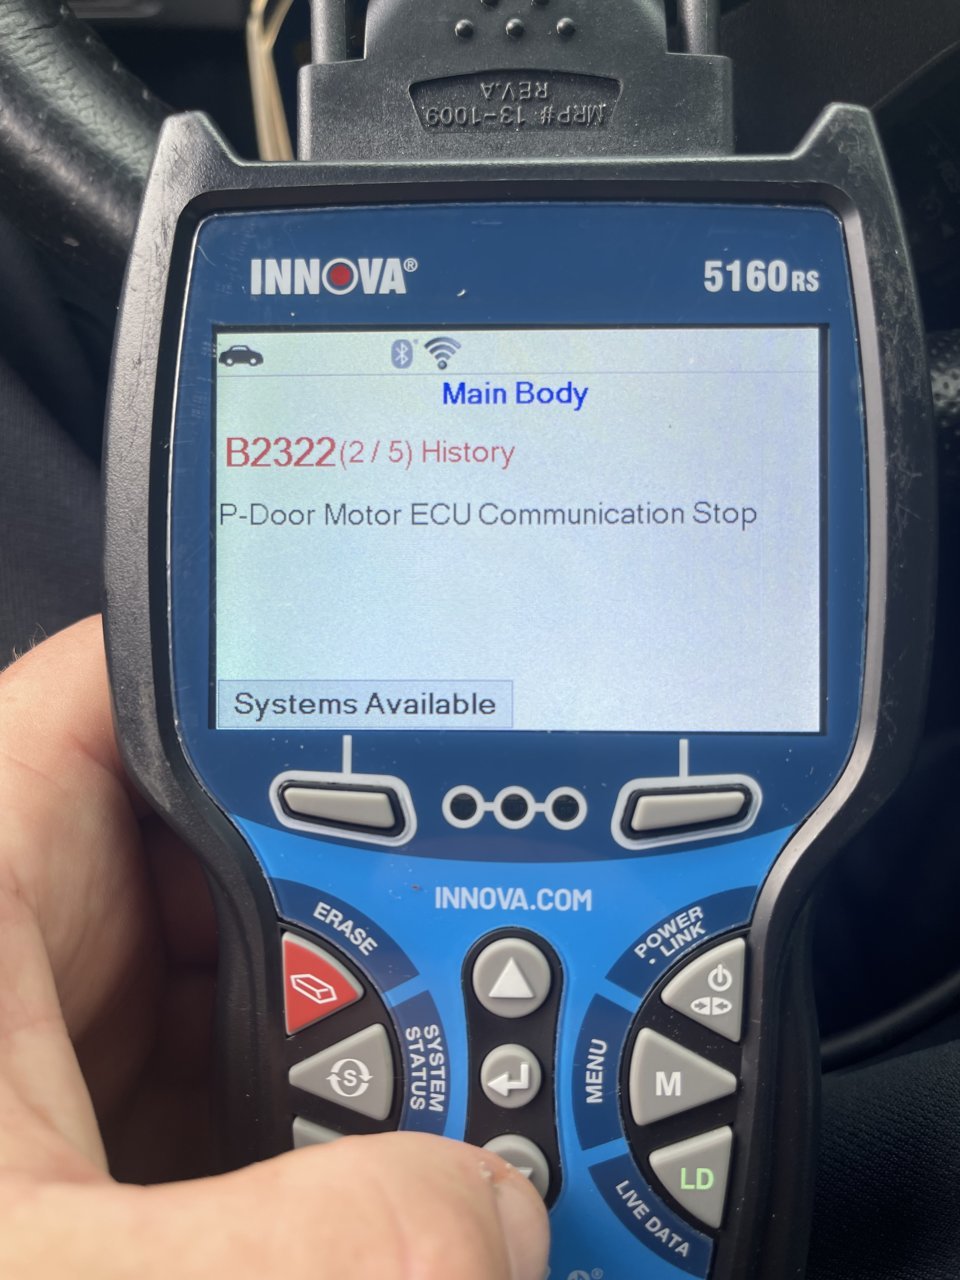 MRP# 13-1009
REV.A
INNOVA®
5160RS
Main Body
B2322(2 / 5) History
P-Door Motor ECU Communication Stop
Systems Available
INNOVA.COM
ERASE
POWER
- LINK
SYSTEM
STATUS
S
MENU
M
LIVE DATA
LD